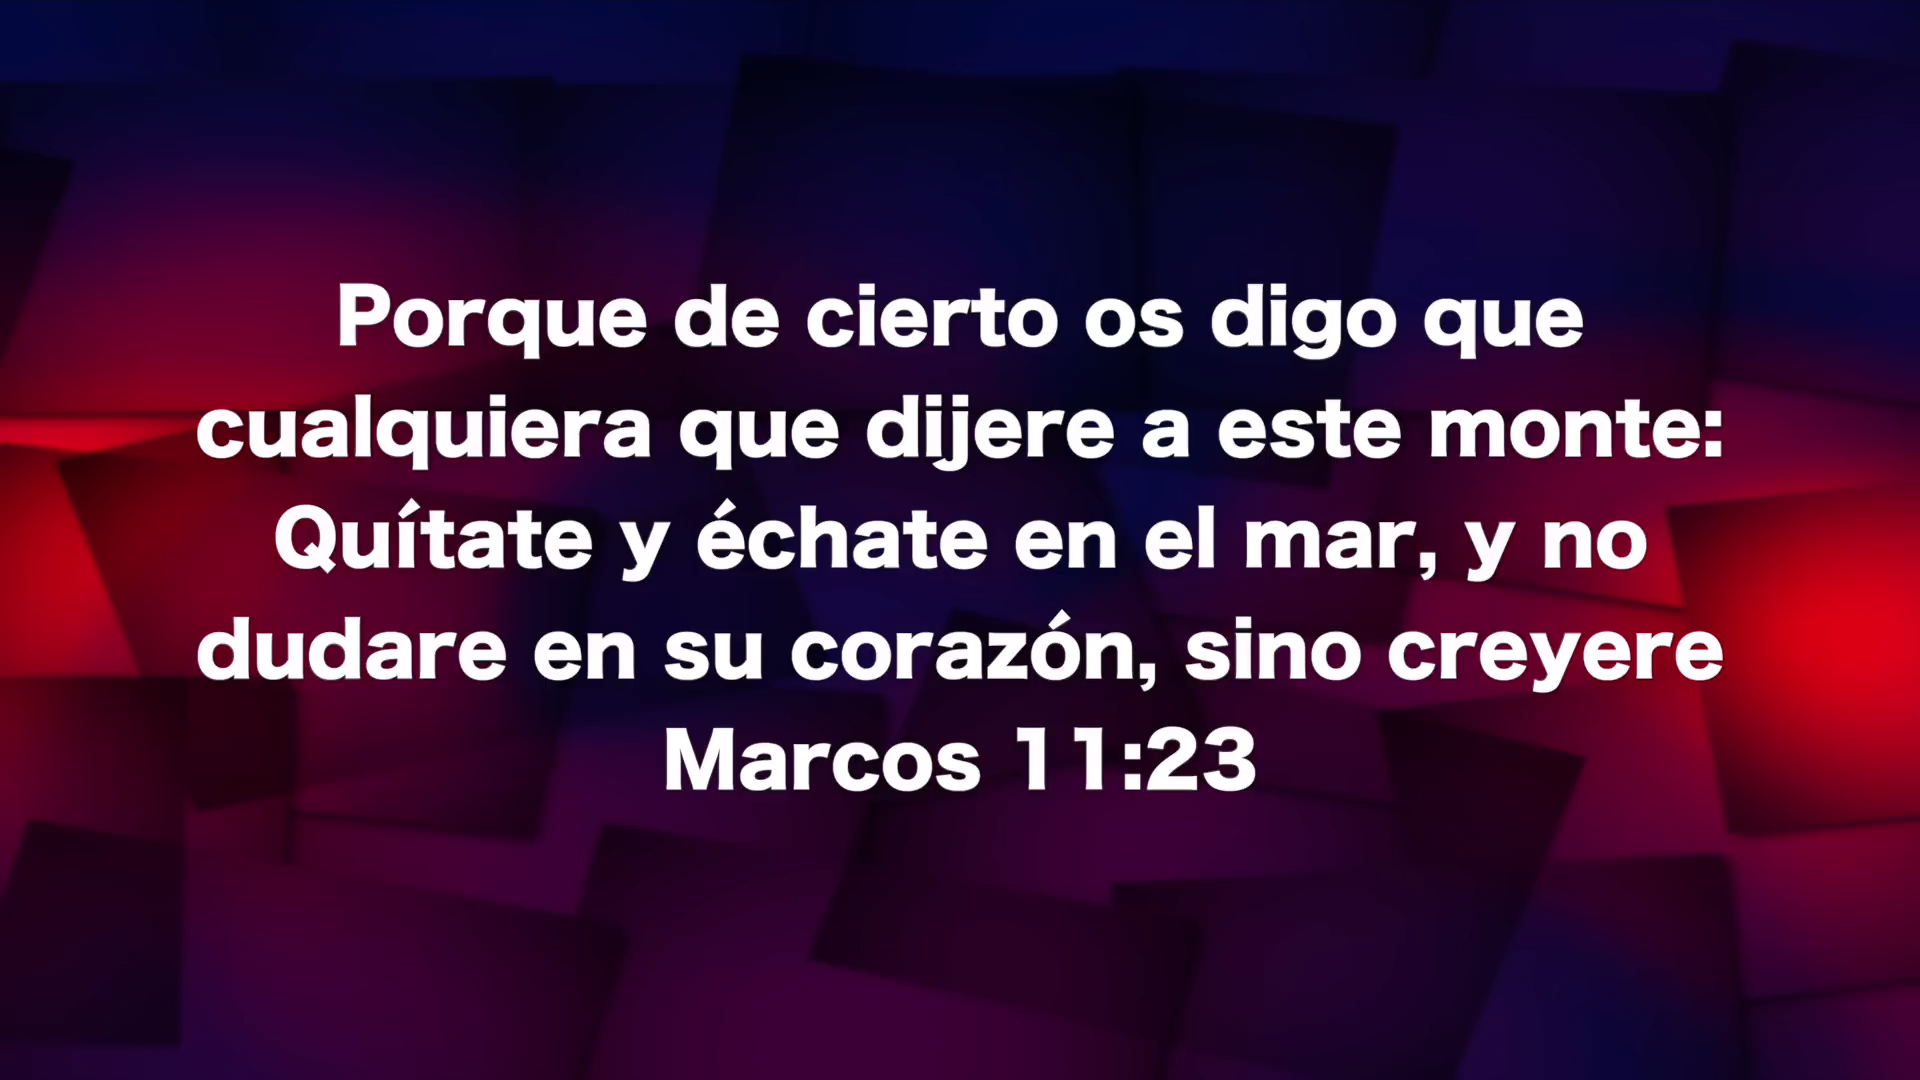 Porque de cierto os digo que
cualquiera que dijere a este monte:
Quítate y échate en el mar, y no
dudare en su corazón, sino creyere
Marcos 11:23